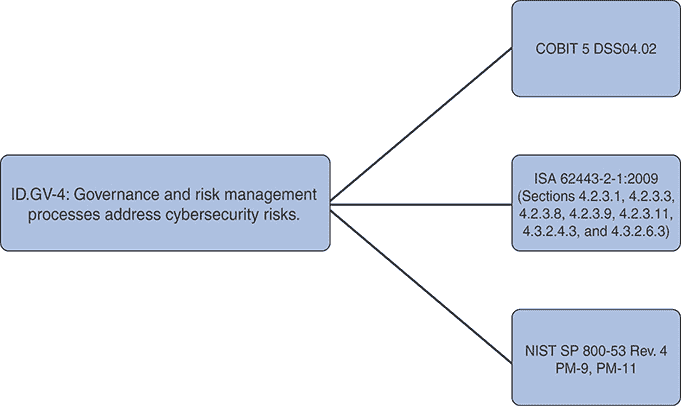 COBIT 5 DSS04.02
ID.GV-4: Governance and risk management
processes address cybersecurity risks.
ISA 62443-2-1:2009
(Sections 4.2.3.1, 4.2.3.3,
4.2.3.8, 4.2.3.9, 4.2.3.11,
4.3.2.4.3, and 4.3.2.6.3)
NIST SP 800-53 Rev. 4
PM-9, PM-11